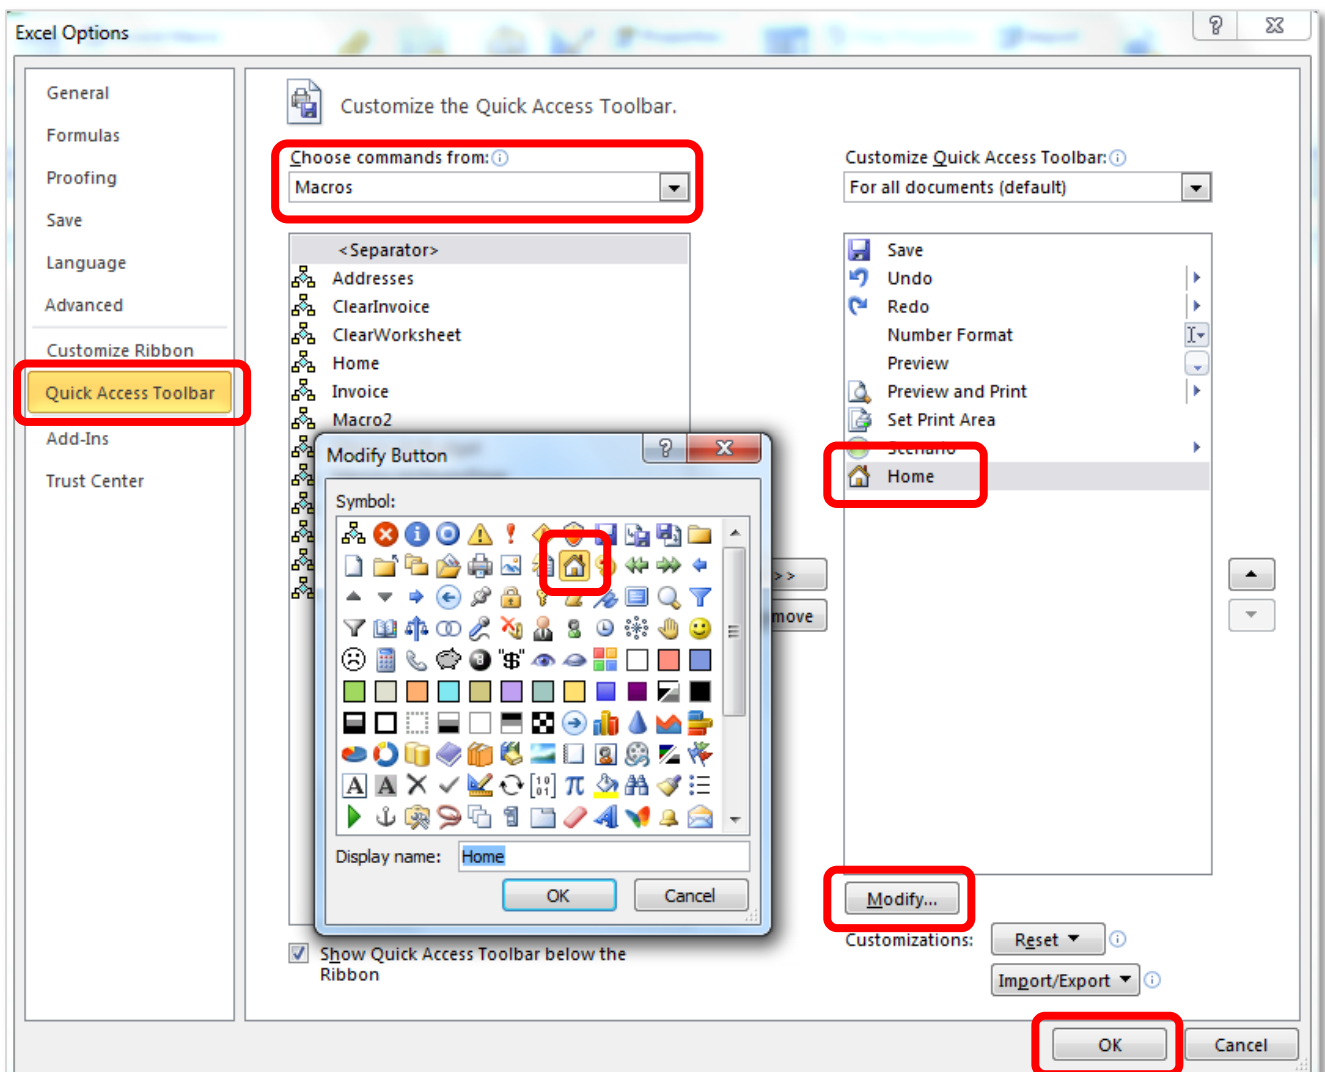 Excel Options
General
Formulas
Proofing
Save
Language
Advanced
Customize Ribbon
Quick Access Toolbar
Add-Ins
Trust Center
Customize the Quick Access Toolbar.
Choose commands from:
Macros
<Separator>
Addresses
ClearInvoice
ClearWorksheet
Home
Invoice
Macro2
Modify Button
Symbol:
Display name: Home
OK Cancel
Show Quick Access Toolbar below the
Ribbon
>>
move
Customize Quick Access Toolbar:
For all documents (default)
Save
Undo
Redo
Number Format
Preview
Preview and Print
Set Print Area
Scenario
Home
Modify...
Customizations: Reset
Import/Export
OK Cancel